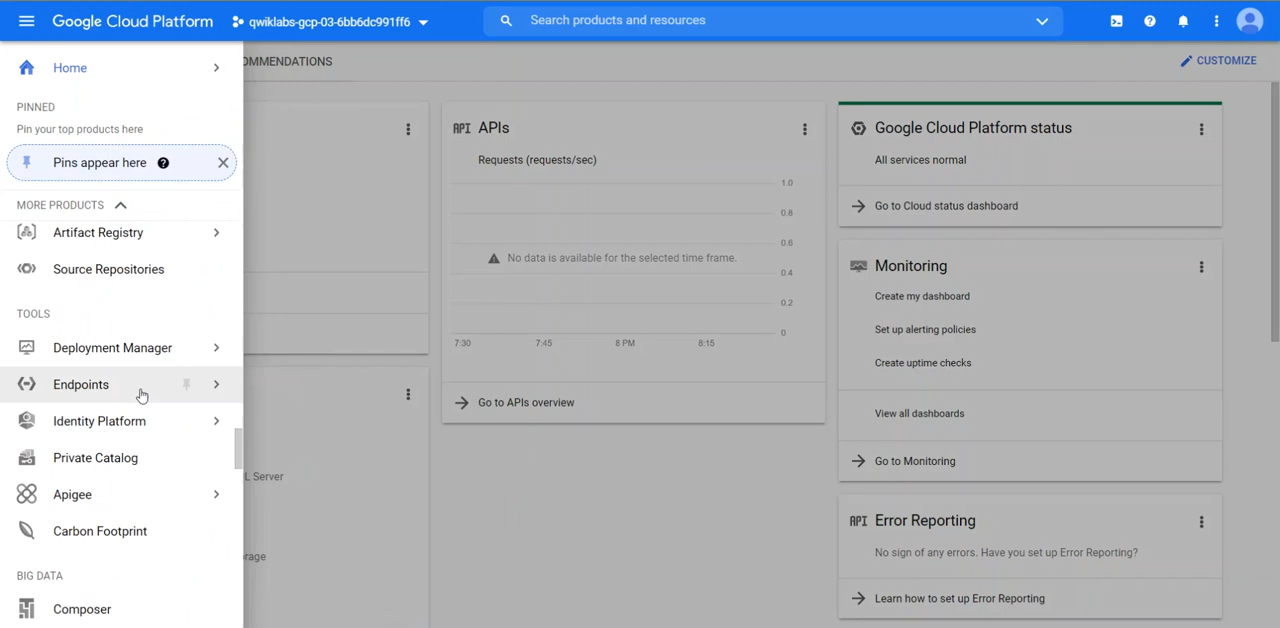 Google Cloud Platform
qwiklabs-gcp-03-6bb6dc991ff6
Search products and resources
Home
PINNED
Pin your top products here
Pins appear here
MORE PRODUCTS
Artifact Registry
Source Repositories
TOOLS
Deployment Manager
Endpoints
Identity Platform
Private Catalog
Apigee
Carbon Footprint
BIG DATA
Composer
OMMENDATIONS
CUSTOMIZE
L Server
orage
API APIs
Requests (requests/sec)
1.0
0.8
0.6
No data is available for the selected time frame.
0.4
0.2
0
7:30 7:45 8 PM 8:15
Go to APIs overview
Google Cloud Platform status
All services normal
Go to Cloud status dashboard
Monitoring
Create my dashboard
Set up alerting policies
Create uptime checks
View all dashboards
Go to Monitoring
API Error Reporting
No sign of any errors. Have you set up Error Reporting?
Learn how to set up Error Reporting